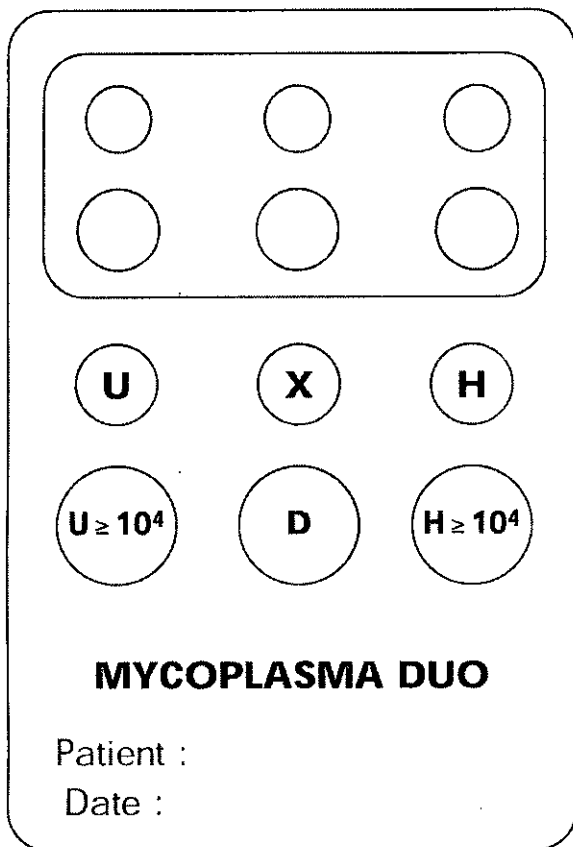 U X H
U ≥ 10⁴ D H ≥ 10⁴
MYCOPLASMA DUO
Patient :
Date :